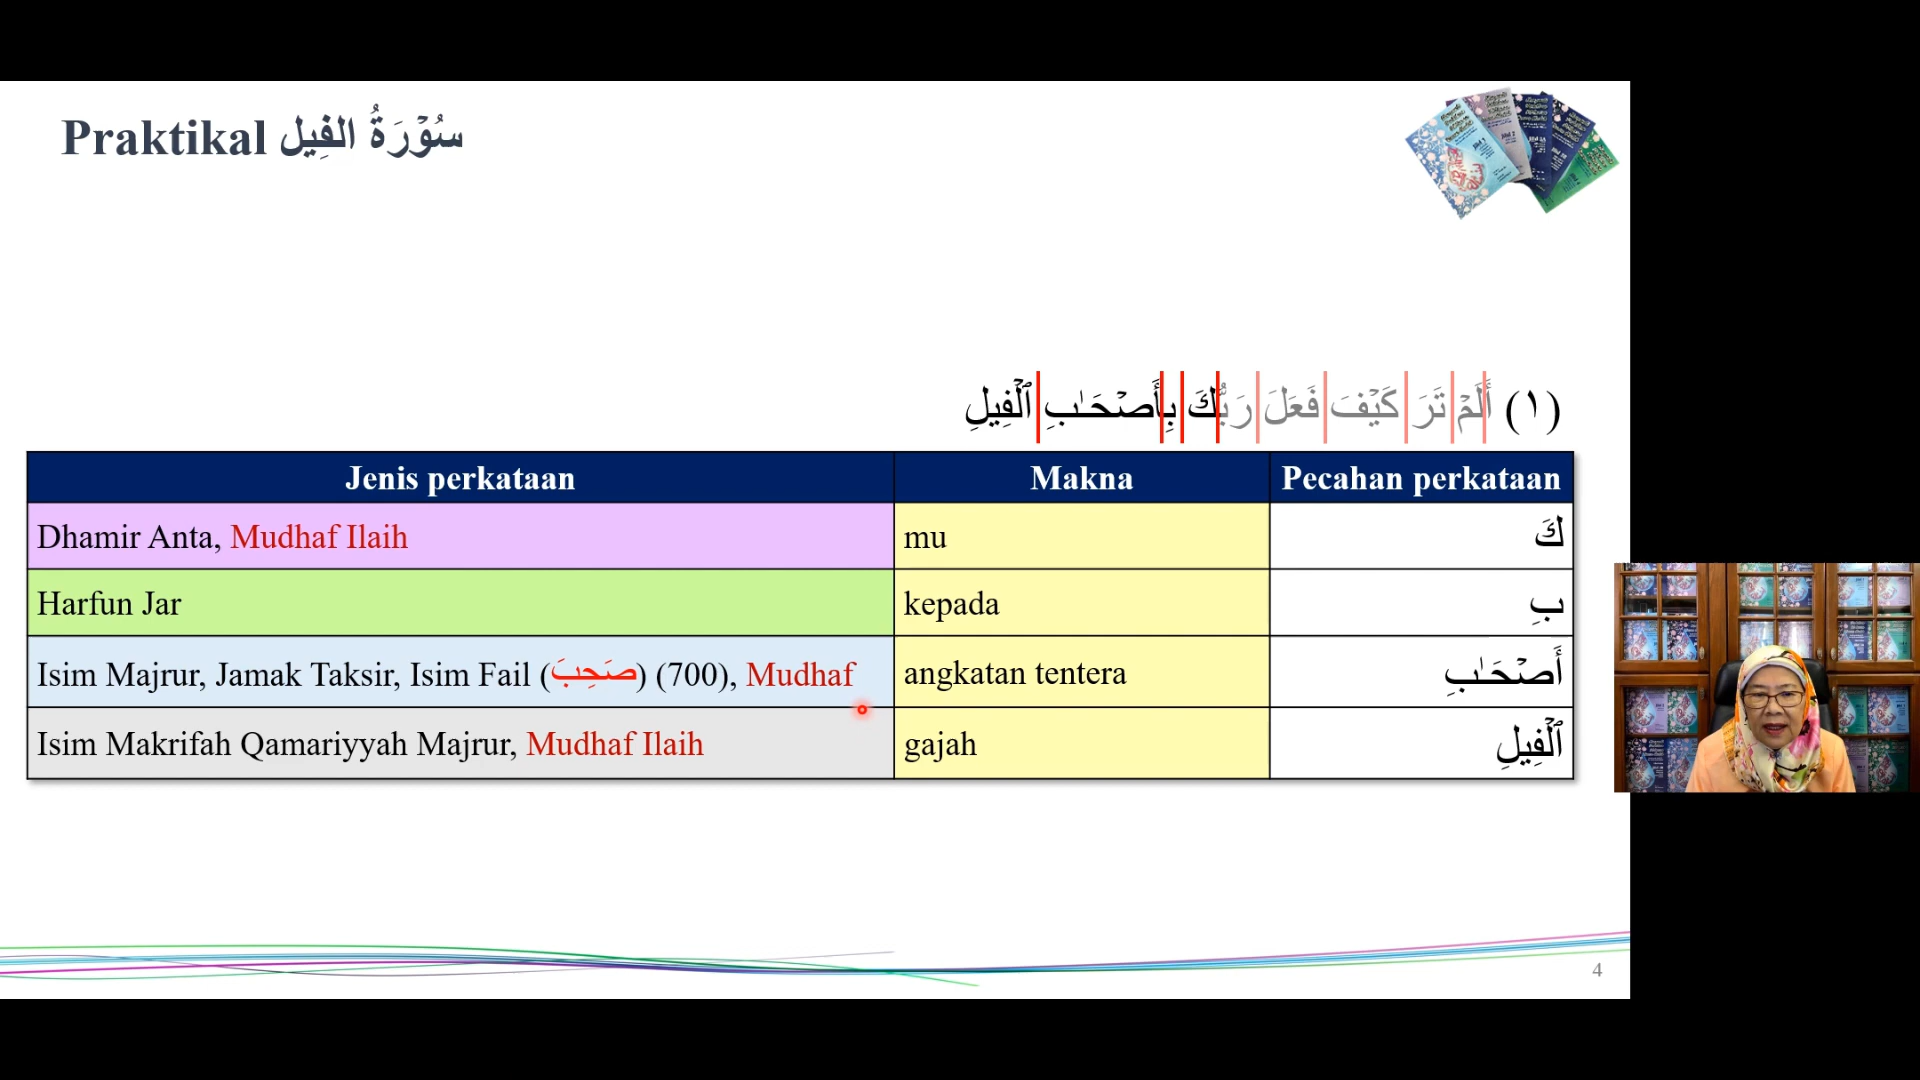 Praktikal سُوْرَةُ الفِيل
(١) أَلَمْ تَرَ كَيْفَ فَعَلَ رَبُّكَ بِأَصْحَـٰبِ ٱلْفِيلِ
Jenis perkataan Makna Pecahan perkataan
Dhamir Anta, Mudhaf Ilaih mu كَ
Harfun Jar kepada بِ
Isim Majrur, Jamak Taksir, Isim Fail (صَحِبَ) (700), Mudhaf angkatan tentera أَصْحَـٰبِ
Isim Makrifah Qamariyyah Majrur, Mudhaf Ilaih gajah ٱلْفِيلِ
4